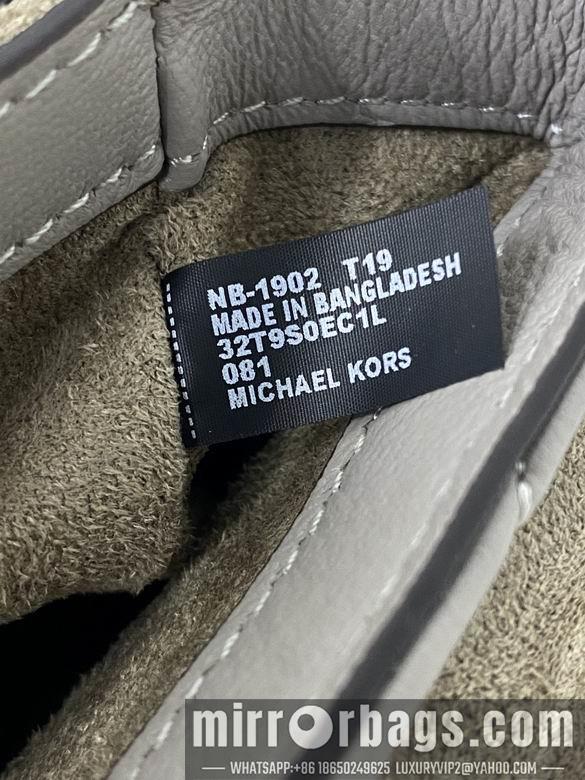 NB-1902 T19
MADE IN BANGLADESH
32T9S0EC1L
081
MICHAEL KORS
mirrorbags.com
WHATSAPP:+86 18650249625 LUXURYVIP2@YAHOO.COM